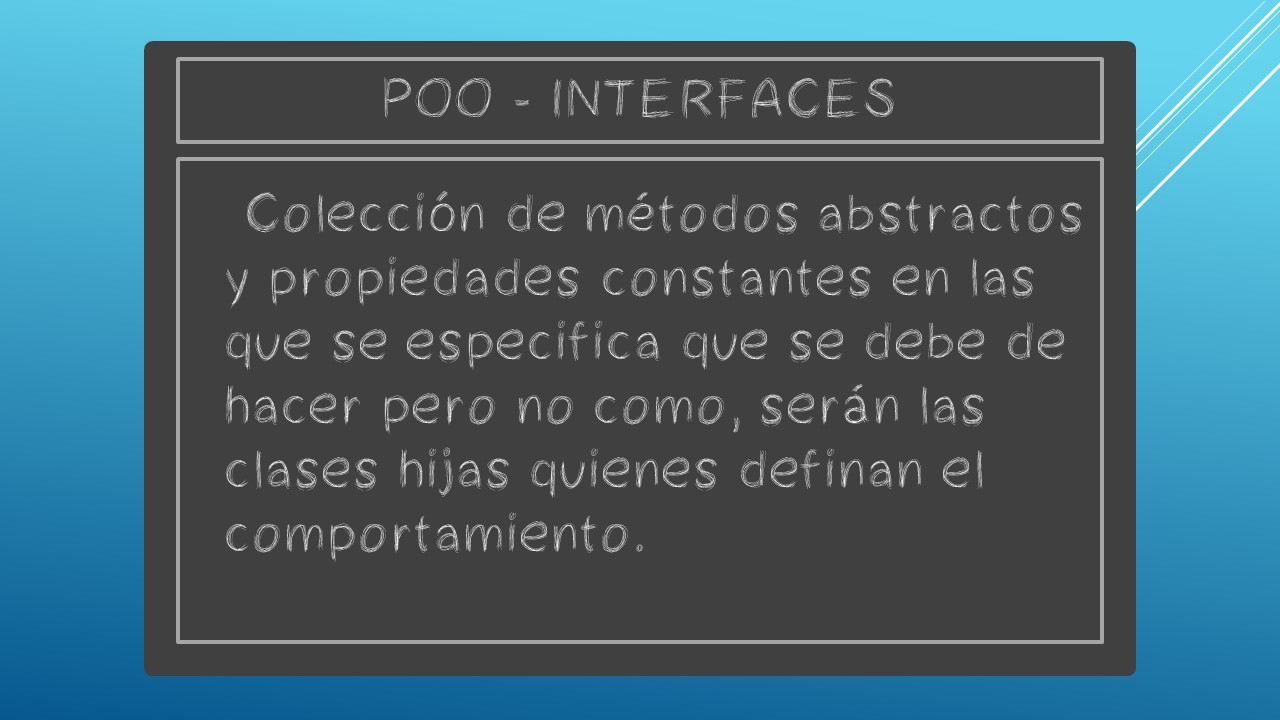 POO - INTERFACES
Colección de métodos abstractos
y propiedades constantes en las
que se especifica que se debe de
hacer pero no como, serán las
clases hijas quienes definan el
comportamiento.